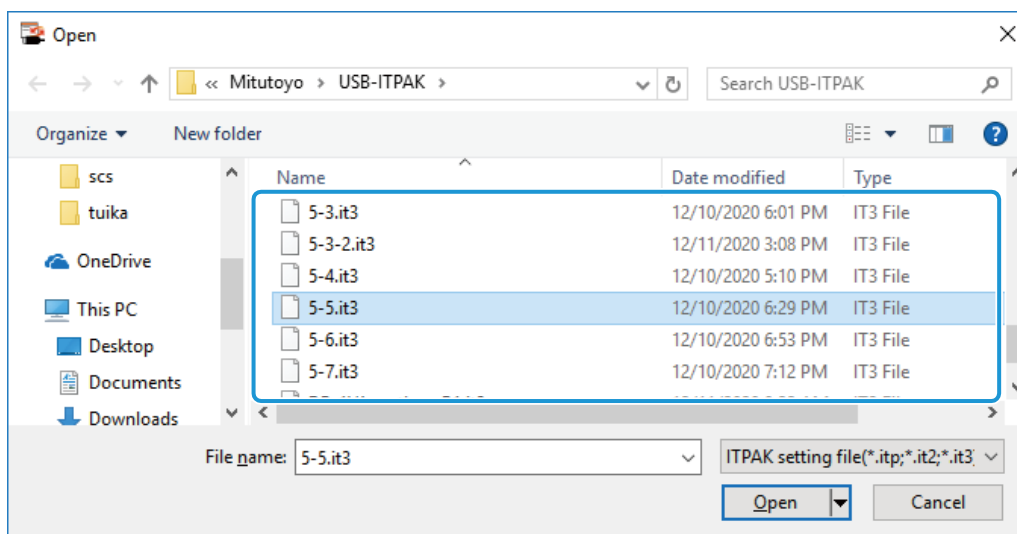 Open
« Mitutoyo > USB-ITPAK >
Search USB-ITPAK
Organize
New folder
scs
tuika
OneDrive
This PC
Desktop
Documents
Downloads
Name Date modified Type
5-3.it3 12/10/2020 6:01 PM IT3 File
5-3-2.it3 12/11/2020 3:08 PM IT3 File
5-4.it3 12/10/2020 5:10 PM IT3 File
5-5.it3 12/10/2020 6:29 PM IT3 File
5-6.it3 12/10/2020 6:53 PM IT3 File
5-7.it3 12/10/2020 7:12 PM IT3 File
File name: 5-5.it3
ITPAK setting file(*.itp;*.it2;*.it3
Open
Cancel